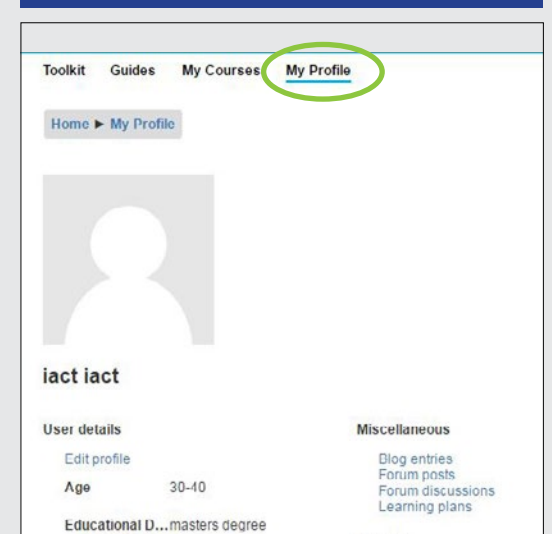 Toolkit Guides My Courses My Profile
Home ► My Profile
iact iact
User details
Edit profile
Age 30-40
Educational D... masters degree
Miscellaneous
Blog entries
Forum posts
Forum discussions
Learning plans